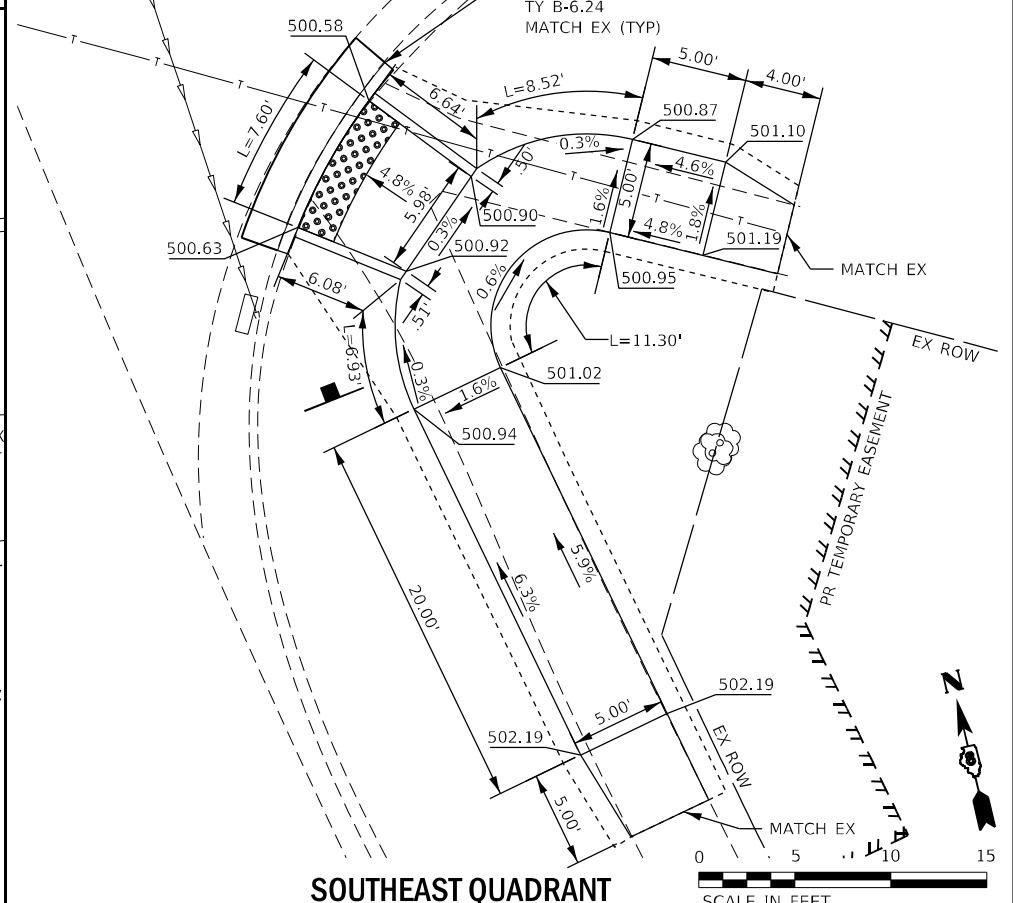 TY B-6.24
MATCH EX (TYP)
500.58
5.00'
4.00'
L=8.52'
6.64'
500.87
501.10
L=7.60'
T
T
T
T
T
0.3%
4.6%
.50'
4.8%
5.98'
5.00'
1.6%
1.8%
4.8%
500.90
0.3%
500.63
500.92
501.19
MATCH EX
6.08'
.51'
0.6%
500.95
L=6.93'
L=11.30'
EX ROW
0.3%
1.6%
501.02
500.94
PR TEMPORARY EASEMENT
20.00'
6.3%
5.9%
502.19
5.00'
502.19
EX ROW
5.00'
MATCH EX
N
0 5 10 15
SCALE IN FEET
SOUTHEAST QUADRANT